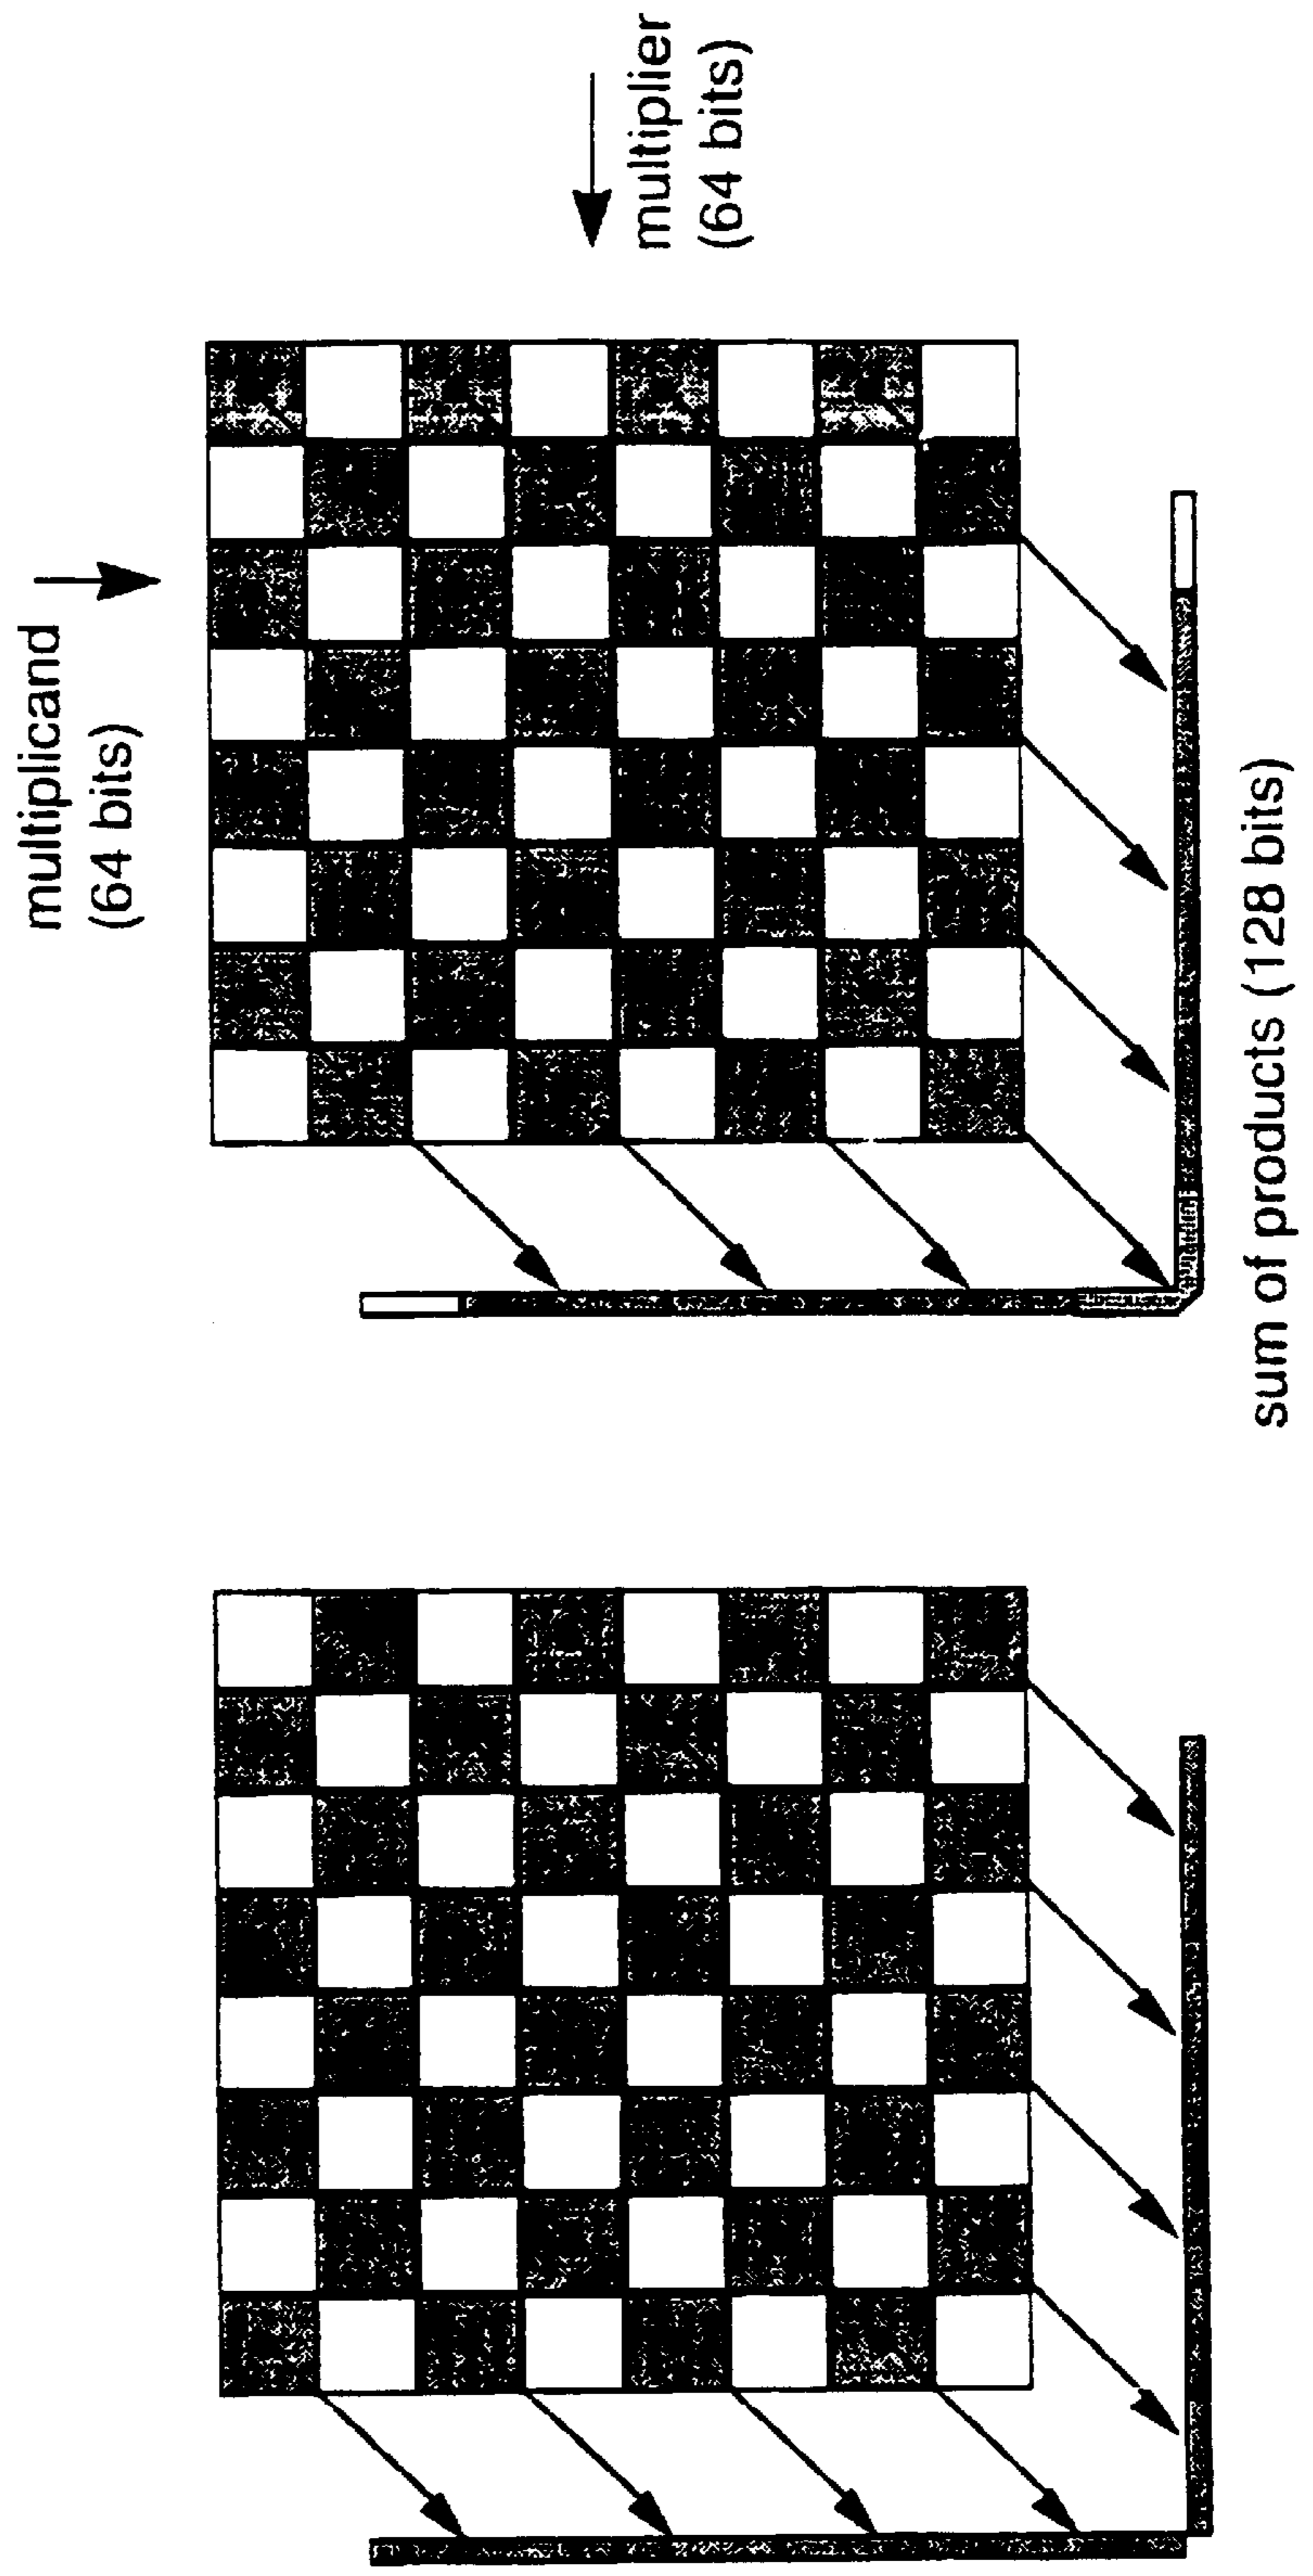 multiplicand
(64 bits)
multiplier
(64 bits)
sum of products (128 bits)